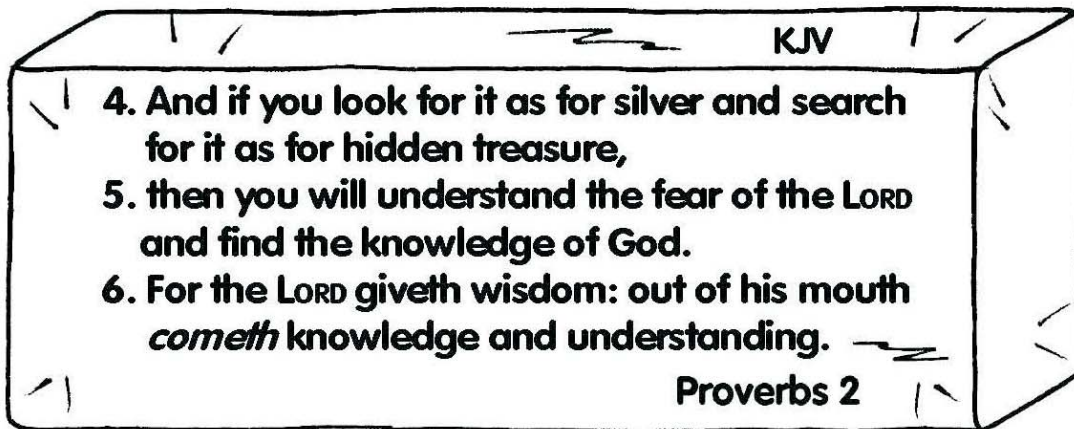 KJV
4. And if you look for it as for silver and search
for it as for hidden treasure,
5. then you will understand the fear of the LORD
and find the knowledge of God.
6. For the LORD giveth wisdom: out of his mouth
cometh knowledge and understanding.
Proverbs 2